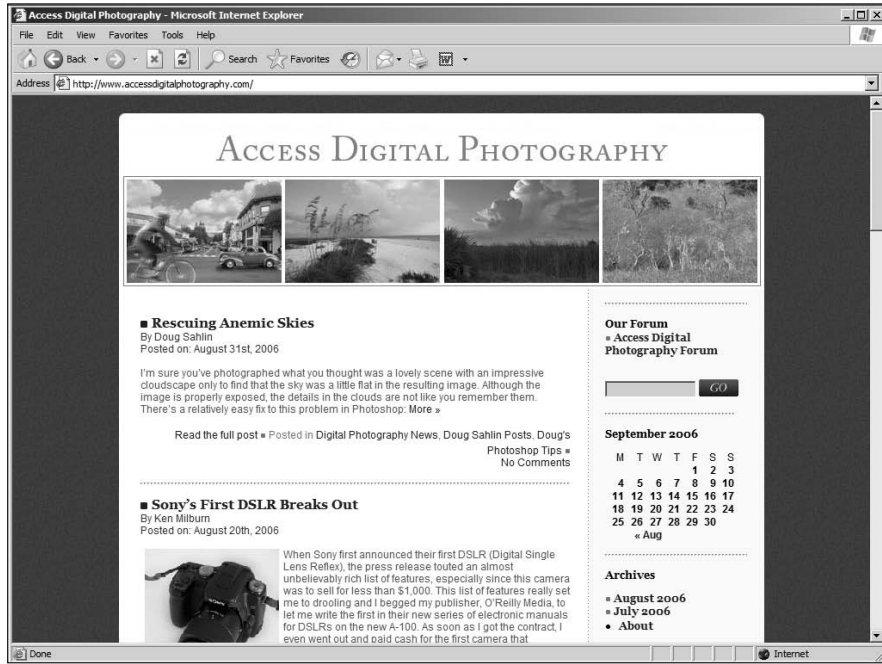 Access Digital Photography - Microsoft Internet Explorer
File Edit View Favorites Tools Help
Back Search Favorites
Address http://www.accessdigitalphotography.com/
Access Digital Photography
Rescuing Anemic Skies
By Doug Sahlin
Posted on: August 31st, 2006
I'm sure you've photographed what you thought was a lovely scene with an impressive
cloudscape only to find that the sky was a little flat in the resulting image. Although the
image is properly exposed, the details in the clouds are not like you remember them.
There's a relatively easy fix to this problem in Photoshop: More »
Read the full post ■ Posted in Digital Photography News, Doug Sahlin Posts, Doug's
Photoshop Tips ■
No Comments
Sony's First DSLR Breaks Out
By Ken Milburn
Posted on: August 20th, 2006
When Sony first announced their first DSLR (Digital Single
Lens Reflex), the press release touted an almost
unbelievably rich list of features, especially since this camera
was to sell for less than $1,000. This list of features really set
me to drooling and I begged my publisher, O'Reilly Media, to
let me write the first in their new series of electronic manuals
for DSLRs on the new A-100. As soon as I got the contract, I
even went out and paid cash for the first camera that
Our Forum
Access Digital
Photography Forum
GO
September 2006
M T W T F S S
1 2 3
4 5 6 7 8 9 10
11 12 13 14 15 16 17
18 19 20 21 22 23 24
25 26 27 28 29 30
« Aug
Archives
August 2006
July 2006
About
Done Internet